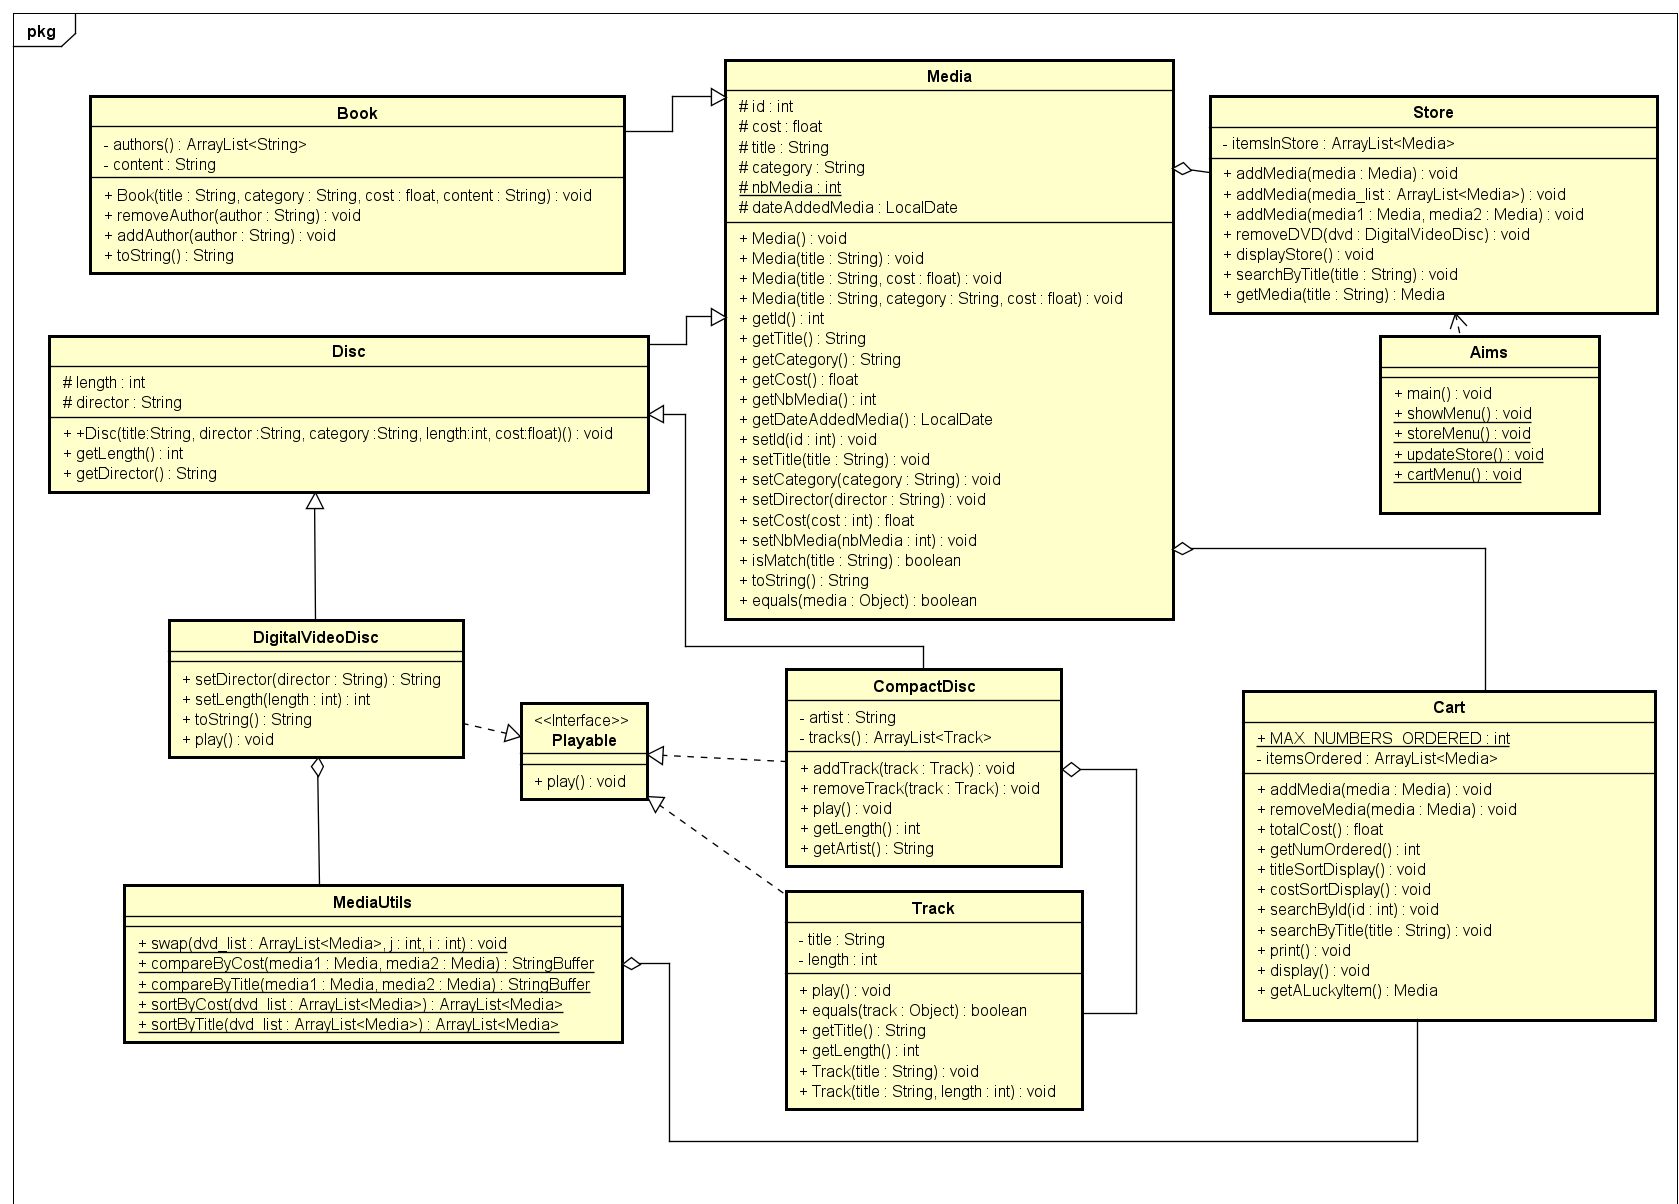 pkg
Book
- authors() : ArrayList<String>
- content : String
+ Book(title : String, category : String, cost : float, content : String) : void
+ removeAuthor(author : String) : void
+ addAuthor(author : String) : void
+ toString() : String
Media
# id : int
# cost : float
# title : String
# category : String
# nbMedia : int
# dateAddedMedia : LocalDate
+ Media() : void
+ Media(title : String) : void
+ Media(title : String, cost : float) : void
+ Media(title : String, category : String, cost : float) : void
+ getId() : int
+ getTitle() : String
+ getCategory() : String
+ getCost() : float
+ getNbMedia() : int
+ getDateAddedMedia() : LocalDate
+ setId(id : int) : void
+ setTitle(title : String) : void
+ setCategory(category : String) : void
+ setDirector(director : String) : void
+ setCost(cost : int) : float
+ setNbMedia(nbMedia : int) : void
+ isMatch(title : String) : boolean
+ toString() : String
+ equals(media : Object) : boolean
Store
- itemsInStore : ArrayList<Media>
+ addMedia(media : Media) : void
+ addMedia(media_list : ArrayList<Media>) : void
+ addMedia(media1 : Media, media2 : Media) : void
+ removeDVD(dvd : DigitalVideoDisc) : void
+ displayStore() : void
+ searchByTitle(title : String) : void
+ getMedia(title : String) : Media
Disc
# length : int
# director : String
+ +Disc(title:String, director :String, category :String, length:int, cost:float)() : void
+ getLength() : int
+ getDirector() : String
Aims
+ main() : void
+ showMenu() : void
+ storeMenu() : void
+ updateStore() : void
+ cartMenu() : void
DigitalVideoDisc
+ setDirector(director : String) : String
+ setLength(length : int) : int
+ toString() : String
+ play() : void
<<Interface>>
Playable
+ play() : void
CompactDisc
- artist : String
- tracks() : ArrayList<Track>
+ addTrack(track : Track) : void
+ removeTrack(track : Track) : void
+ play() : void
+ getLength() : int
+ getArtist() : String
Cart
+ MAX_NUMBERS_ORDERED : int
- itemsOrdered : ArrayList<Media>
+ addMedia(media : Media) : void
+ removeMedia(media : Media) : void
+ totalCost() : float
+ getNumOrdered() : int
+ titleSortDisplay() : void
+ costSortDisplay() : void
+ searchById(id : int) : void
+ searchByTitle(title : String) : void
+ print() : void
+ display() : void
+ getALuckyItem() : Media
MediaUtils
+ swap(dvd_list : ArrayList<Media>, j : int, i : int) : void
+ compareByCost(media1 : Media, media2 : Media) : StringBuffer
+ compareByTitle(media1 : Media, media2 : Media) : StringBuffer
+ sortByCost(dvd_list : ArrayList<Media>) : ArrayList<Media>
+ sortByTitle(dvd_list : ArrayList<Media>) : ArrayList<Media>
Track
- title : String
- length : int
+ play() : void
+ equals(track : Object) : boolean
+ getTitle() : String
+ getLength() : int
+ Track(title : String) : void
+ Track(title : String, length : int) : void